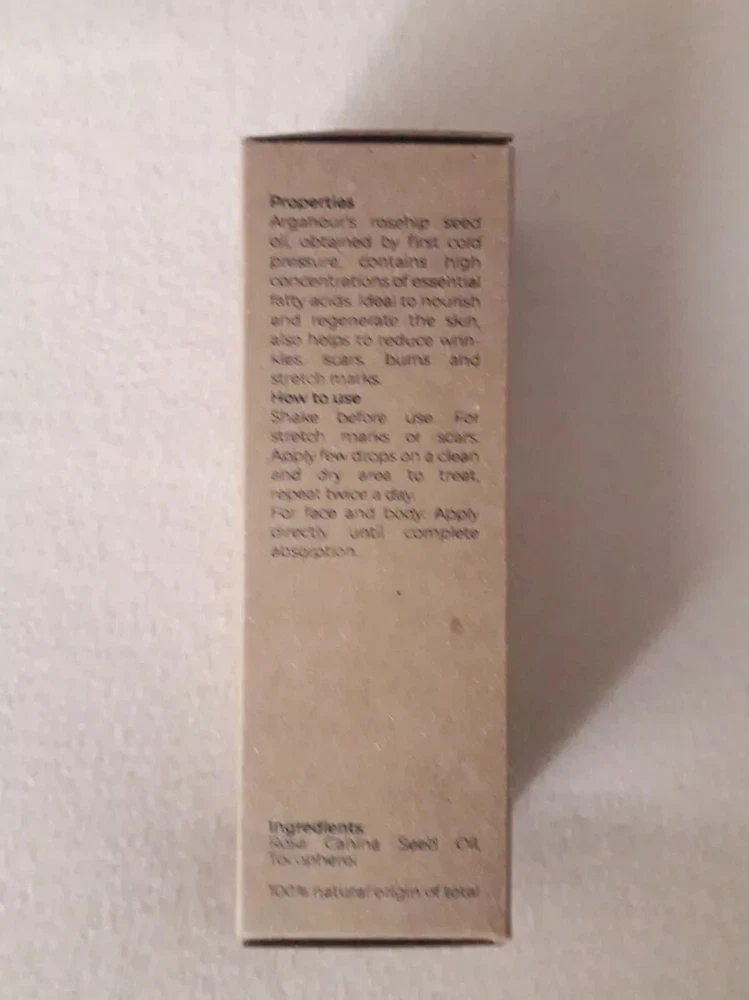 Properties
Arganour's rosehip seed
oil, obtained by first cold
pressure, contains high
concentrations of essential
fatty acids. Ideal to nourish
and regenerate the skin,
also helps to reduce wrin-
kles, scars, burns and
stretch marks.
How to use
Shake before use. For
stretch marks or scars:
Apply few drops on a clean
and dry area to treat,
repeat twice a day.
For face and body: Apply
directly until complete
absorption.
Ingredients
Rosa Canina Seed Oil,
Tocopherol
100% natural origin of total